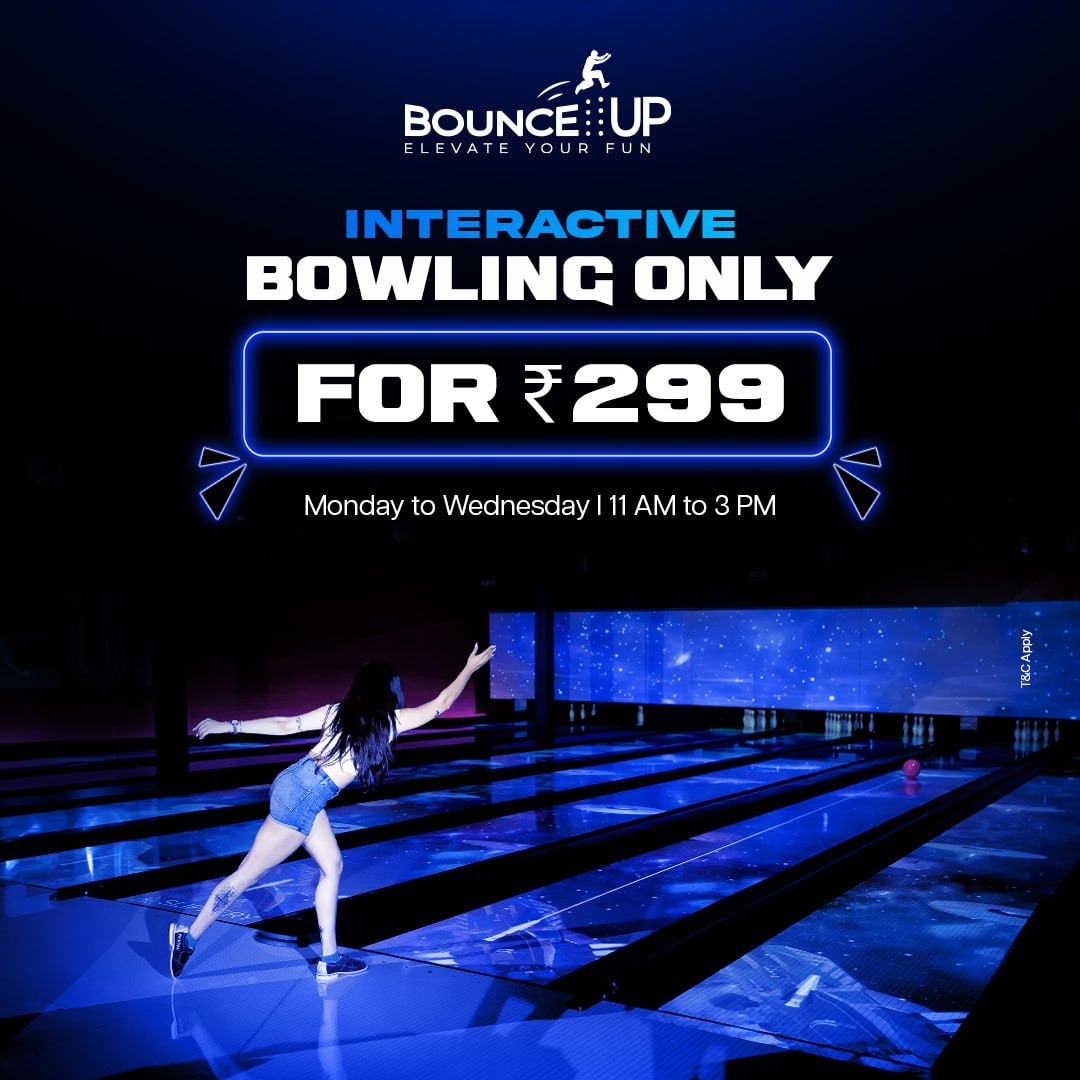 BOUNCE UP
ELEVATE YOUR FUN
INTERACTIVE
BOWLING ONLY
FOR ₹299
Monday to Wednesday | 11 AM to 3 PM
T&C Apply